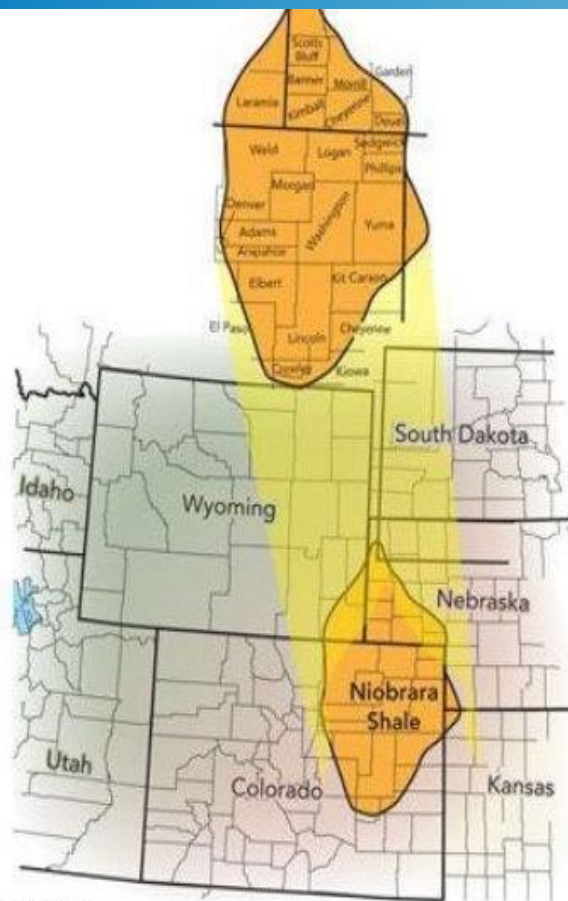 Scotts
Bluff
Garden
Banner
Morrill
Laramie
Kimball
Cheyenne
Deuel
Weld
Logan
Sedgwick
Phillips
Morgan
Denver
Washington
Yuma
Adams
Arapahoe
Elbert
Kit Carson
El Paso
Lincoln
Cheyenne
Kiowa
South Dakota
Idaho
Wyoming
Nebraska
Niobrara
Shale
Utah
Colorado
Kansas